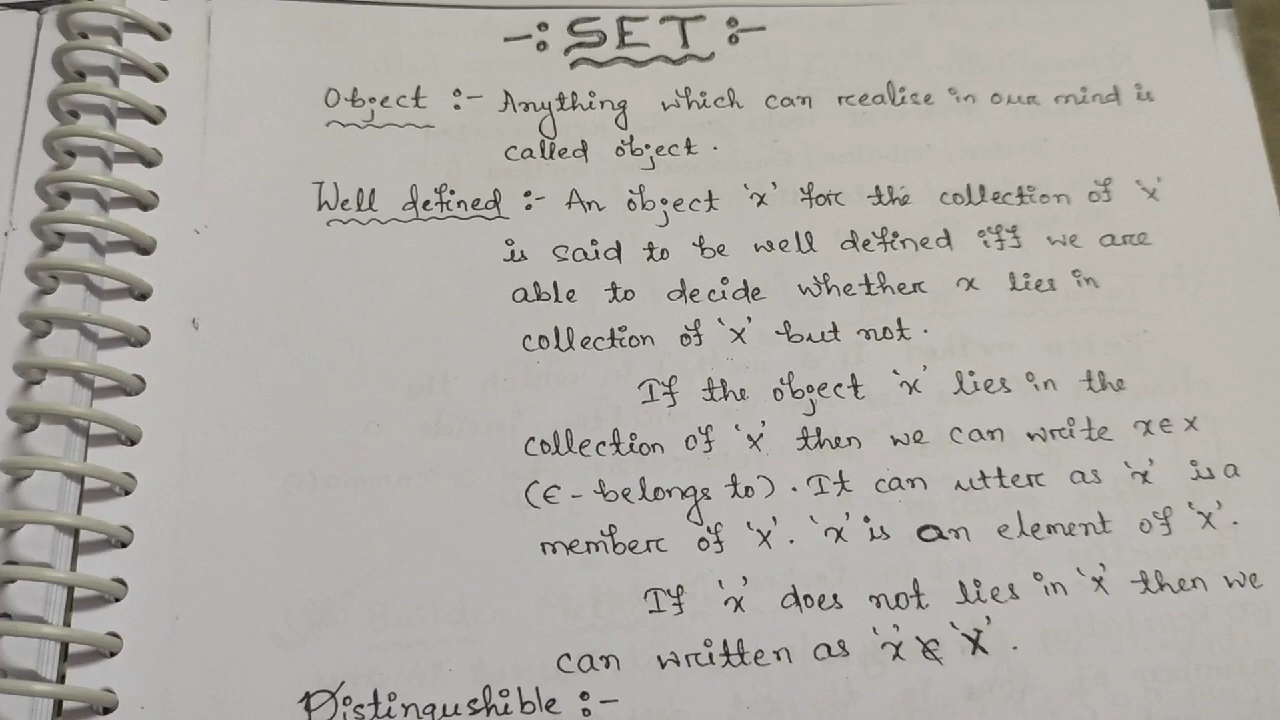 -: SET :-
Object :- Anything which can realise in our mind is
called object.
Well defined :- An object 'x' for the collection of 'X'
is said to be well defined iff we are
able to decide whether x lies in
collection of 'X' but not.
If the object 'x' lies in the
collection of 'X' then we can write x ∈ X
(∈ - belongs to). It can utter as 'x' is a
member of 'X'. 'x' is an element of 'X'.
If 'x' does not lies in 'X' then we
can written as 'x' ∉ 'X'.
Distingushible :-